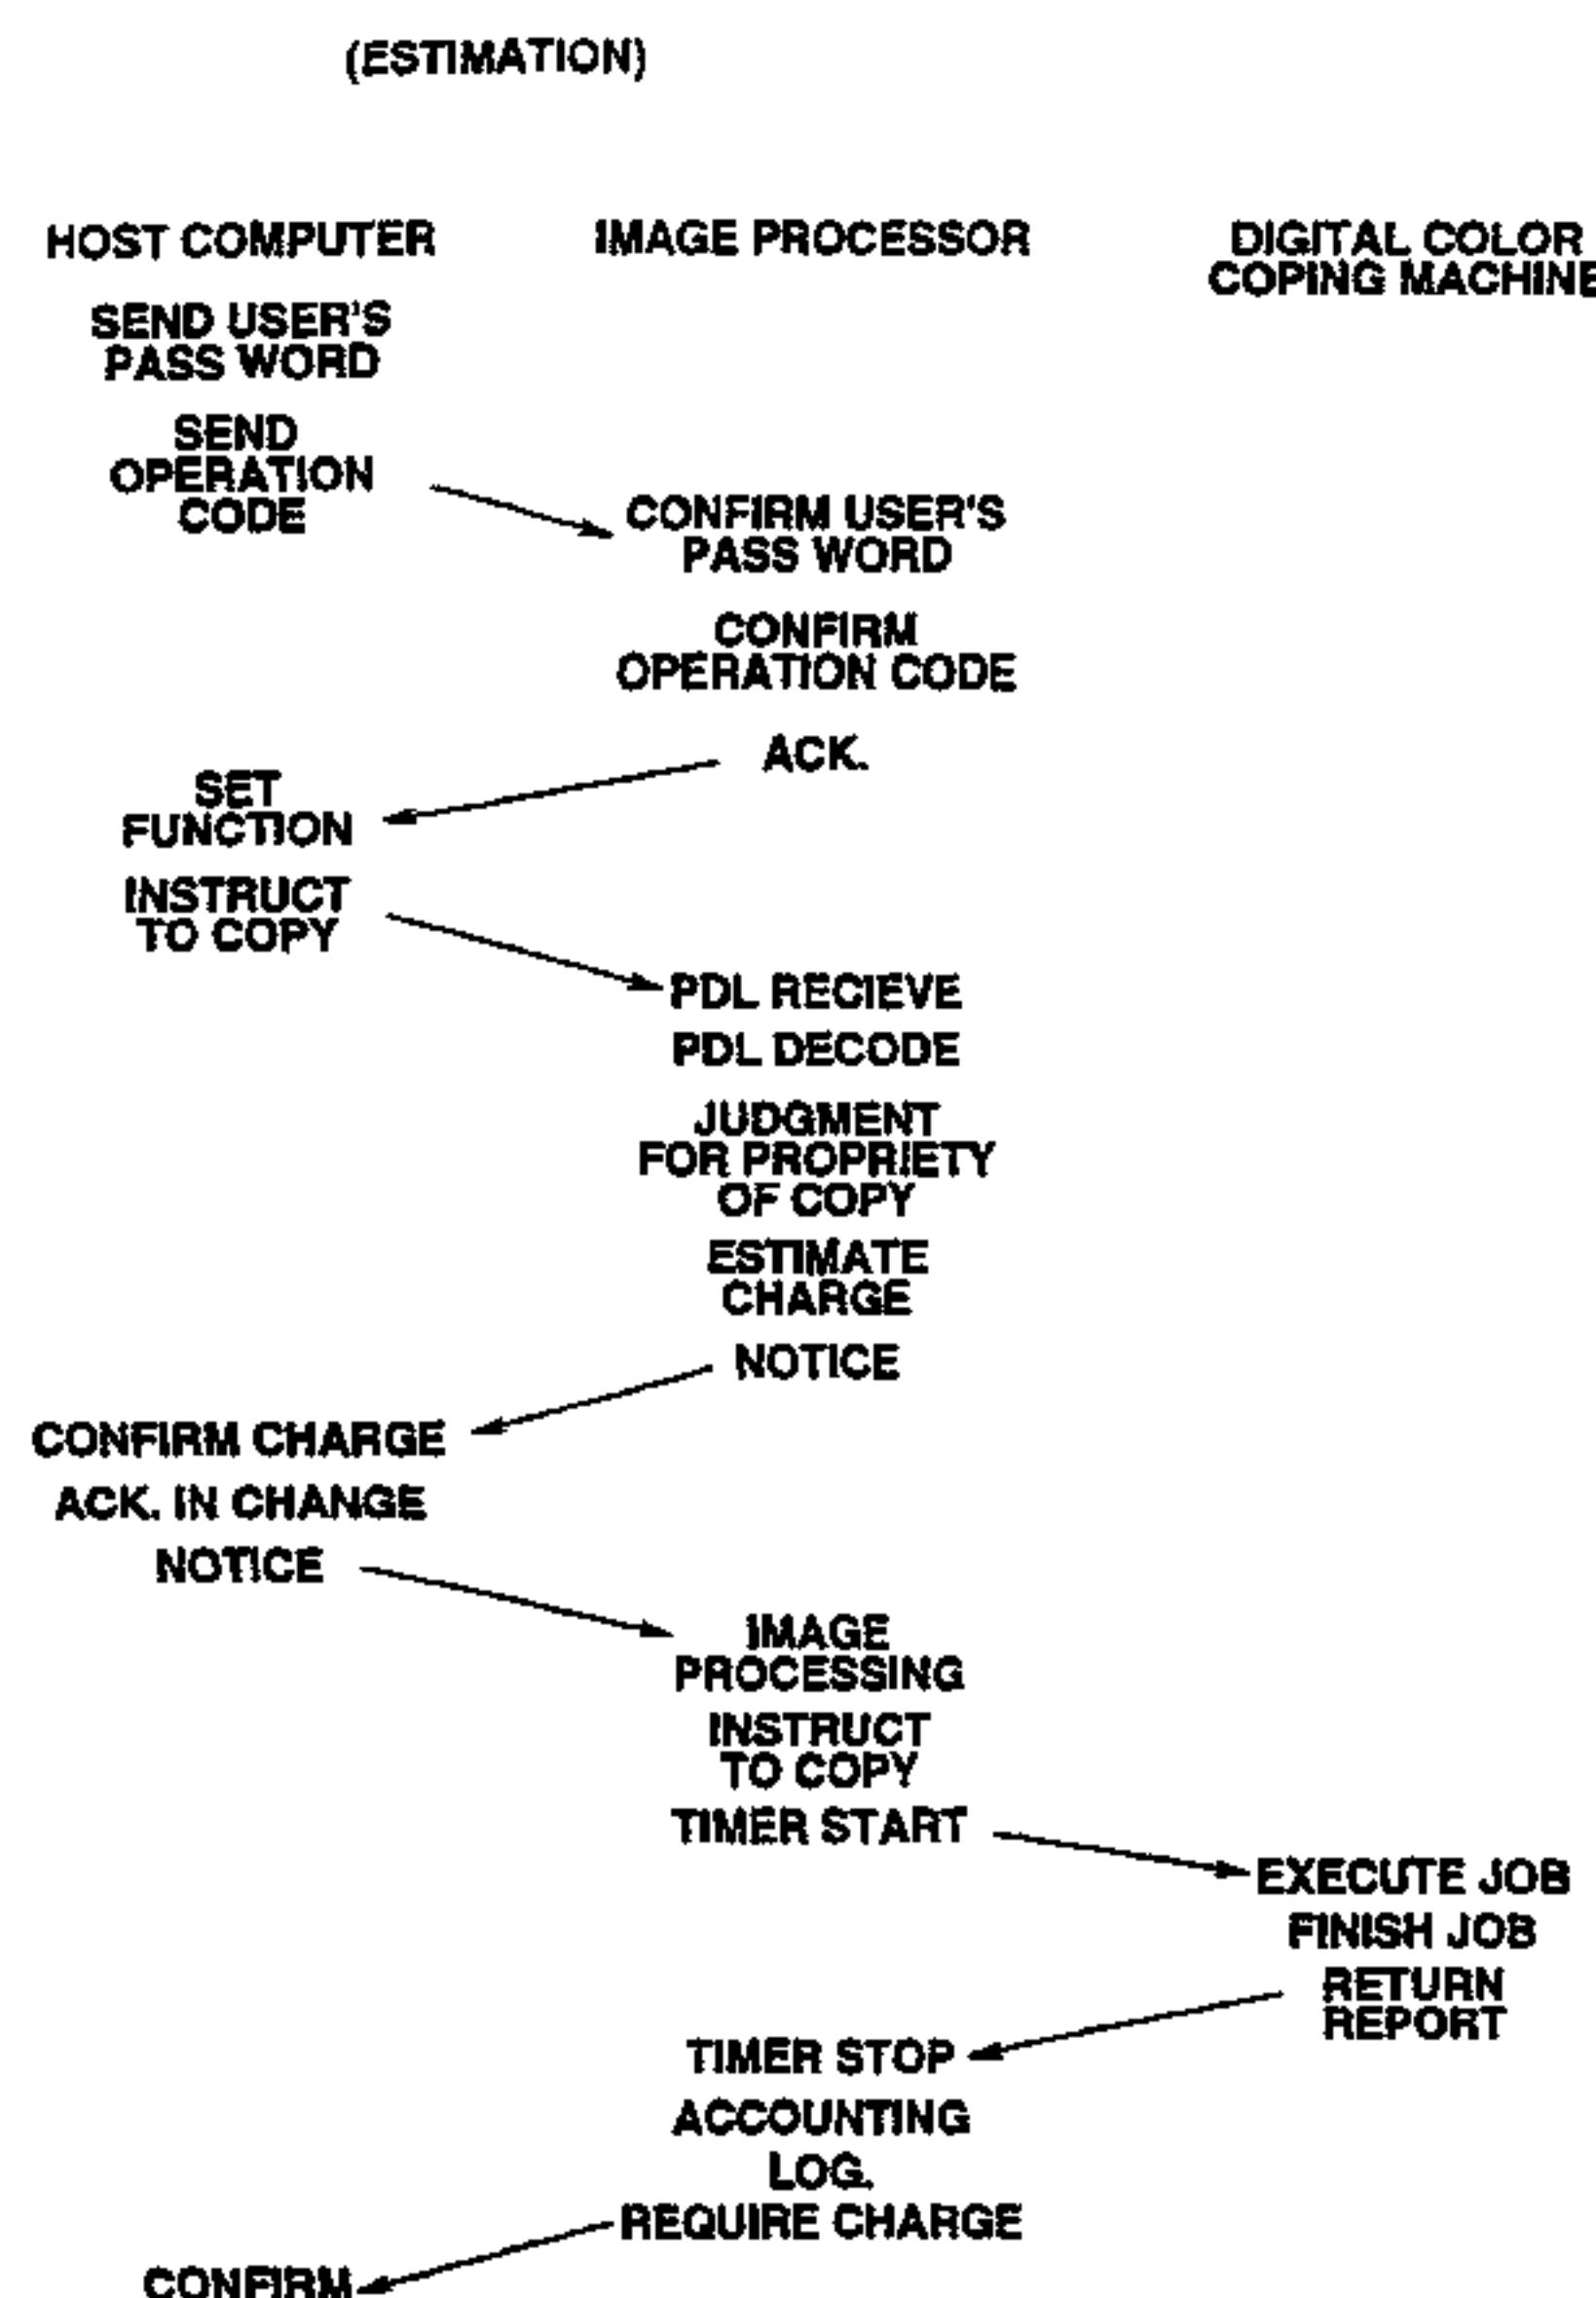 (ESTIMATION)
HOST COMPUTER
IMAGE PROCESSOR
DIGITAL COLOR
COPING MACHINE
SEND USER'S
PASS WORD
SEND
OPERATION
CODE
CONFIRM USER'S
PASS WORD
CONFIRM
OPERATION CODE
ACK.
SET
FUNCTION
INSTRUCT
TO COPY
PDL RECIEVE
PDL DECODE
JUDGMENT
FOR PROPRIETY
OF COPY
ESTIMATE
CHARGE
NOTICE
CONFIRM CHARGE
ACK. IN CHANGE
NOTICE
IMAGE
PROCESSING
INSTRUCT
TO COPY
TIMER START
EXECUTE JOB
FINISH JOB
RETURN
REPORT
TIMER STOP
ACCOUNTING
LOG.
REQUIRE CHARGE
CONFIRM